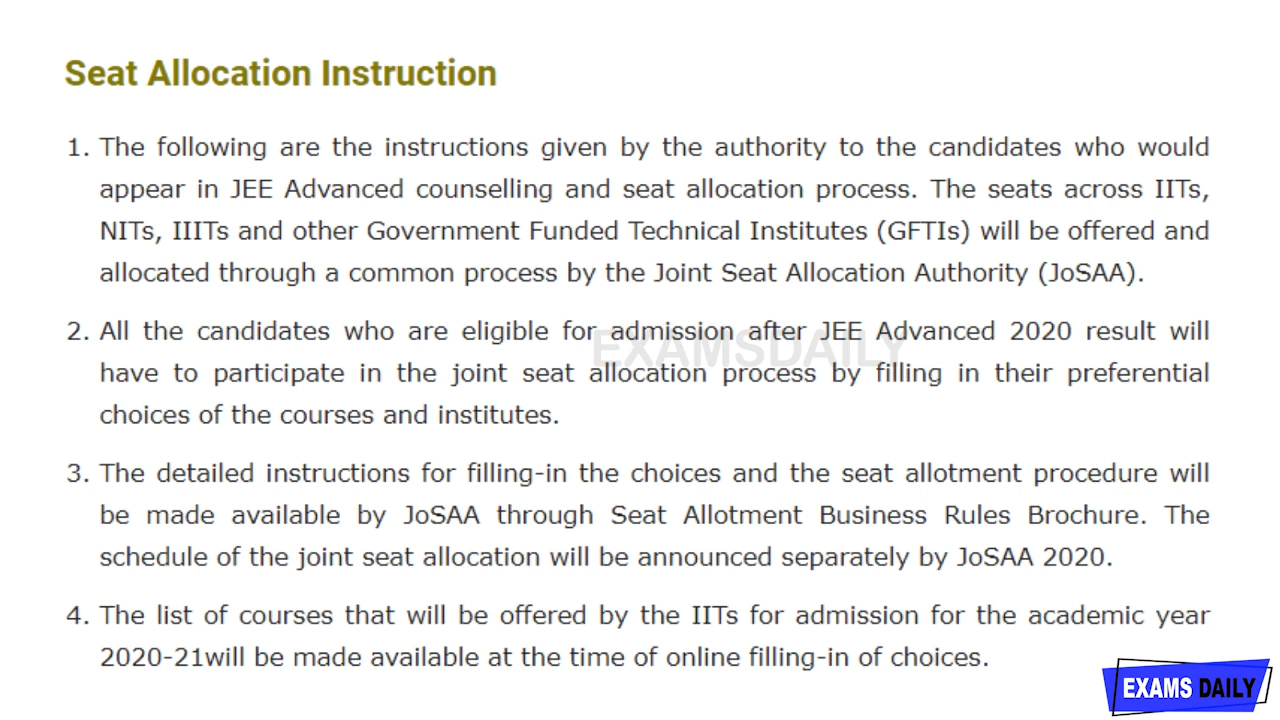 Seat Allocation Instruction
1. The following are the instructions given by the authority to the candidates who would
appear in JEE Advanced counselling and seat allocation process. The seats across IITs,
NITs, IIITs and other Government Funded Technical Institutes (GFTIs) will be offered and
allocated through a common process by the Joint Seat Allocation Authority (JoSAA).
2. All the candidates who are eligible for admission after JEE Advanced 2020 result will
EXAMSDAILY
have to participate in the joint seat allocation process by filling in their preferential
choices of the courses and institutes.
3. The detailed instructions for filling-in the choices and the seat allotment procedure will
be made available by JoSAA through Seat Allotment Business Rules Brochure. The
schedule of the joint seat allocation will be announced separately by JoSAA 2020.
4. The list of courses that will be offered by the IITs for admission for the academic year
2020-21will be made available at the time of online filling-in of choices.
EXAMS DAILY